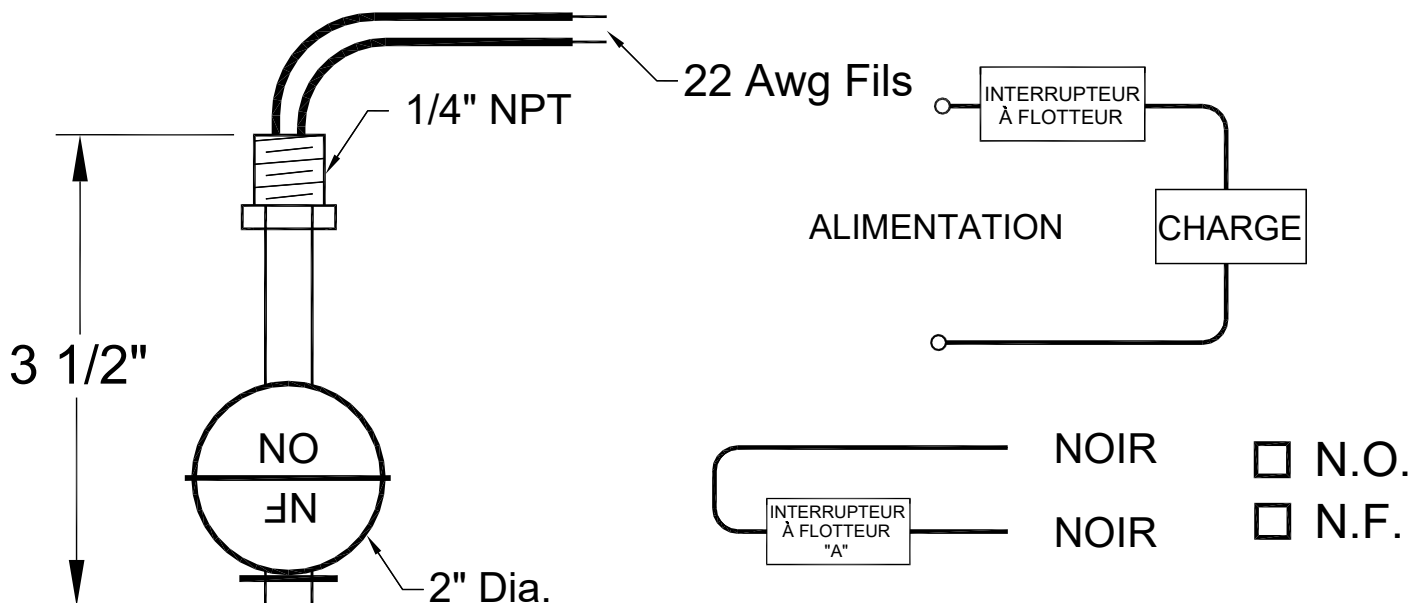 22 Awg Fils
1/4" NPT
3 1/2"
NO
NF
2" Dia.
INTERRUPTEUR
À FLOTTEUR
ALIMENTATION
CHARGE
NOIR
INTERRUPTEUR
À FLOTTEUR
"A"
NOIR
N.O.
N.F.